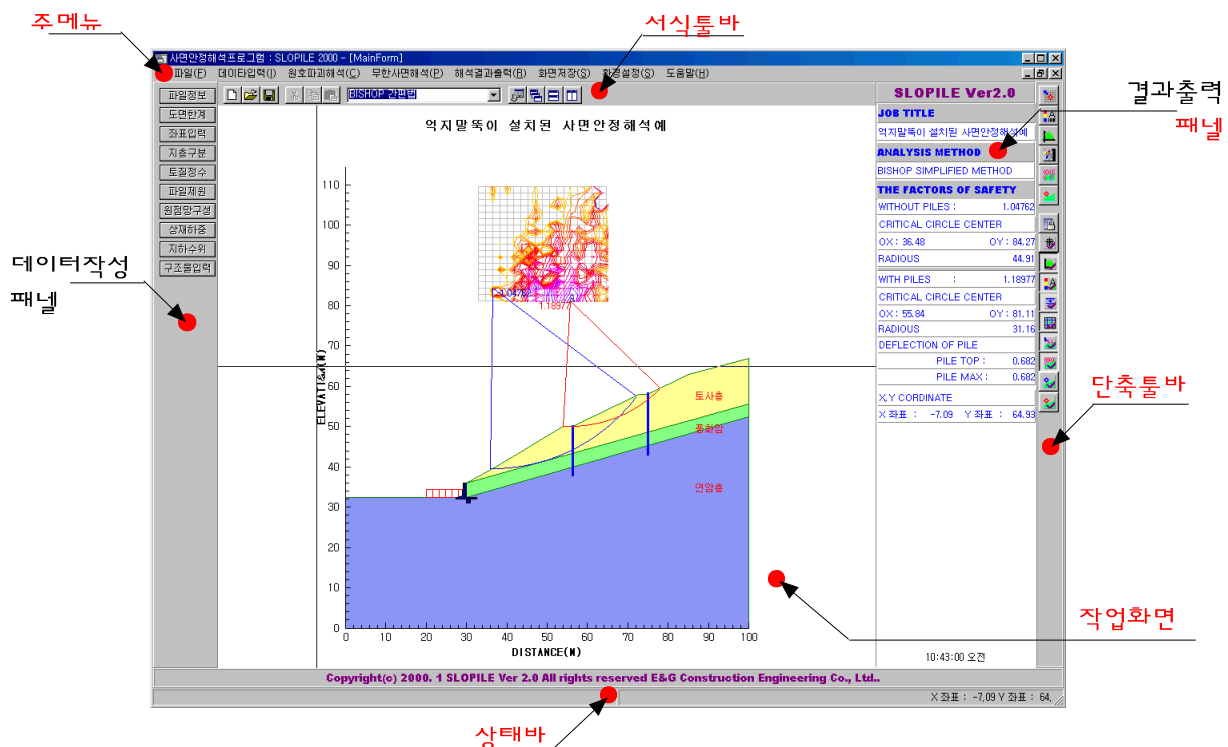 주메뉴
서식툴바
사면안정해석프로그램 : SLOPILE 2000 - [MainForm]
파일(F) 데이타입력(I) 원호파괴해석(C) 무한사면해석(P) 해석결과출력(R) 화면저장(S) 환경설정(S) 도움말(H)
BISHOP 간편법
파일정보
도면한계
좌표입력
지층구분
토질정수
파일제원
원점망구성
상재하중
지하수위
구조물입력
데이터작성
패널
억지말뚝이 설치된 사면안정해석예
110
100
90
80
70
60
50
40
30
20
10
0
1.04762
1.18977
토사층
풍화암
연암층
0 10 20 30 40 50 60 70 80 90 100
DISTANCE(M)
SLOPILE Ver2.0
JOB TITLE
억지말뚝이 설치된 사면안정해석예
ANALYSIS METHOD
BISHOP SIMPLIFIED METHOD
THE FACTORS OF SAFETY
WITHOUT PILES : 1.04762
CRITICAL CIRCLE CENTER
OX : 36.48 OY : 84.27
RADIOUS 44.91
WITH PILES : 1.18977
CRITICAL CIRCLE CENTER
OX : 55.84 OY : 81.11
RADIOUS 31.16
DEFLECTION OF PILE
PILE TOP : 0.682
PILE MAX : 0.682
X,Y CORDINATE
X 좌표 : -7.09 Y 좌표 : 64.93
10:43:00 오전
결과출력
패널
단축툴바
작업화면
Copyright(c) 2000. 1 SLOPILE Ver 2.0 All rights reserved E&G Construction Engineering Co., Ltd..
X 좌표 : -7.09 Y 좌표 : 64.
상태바